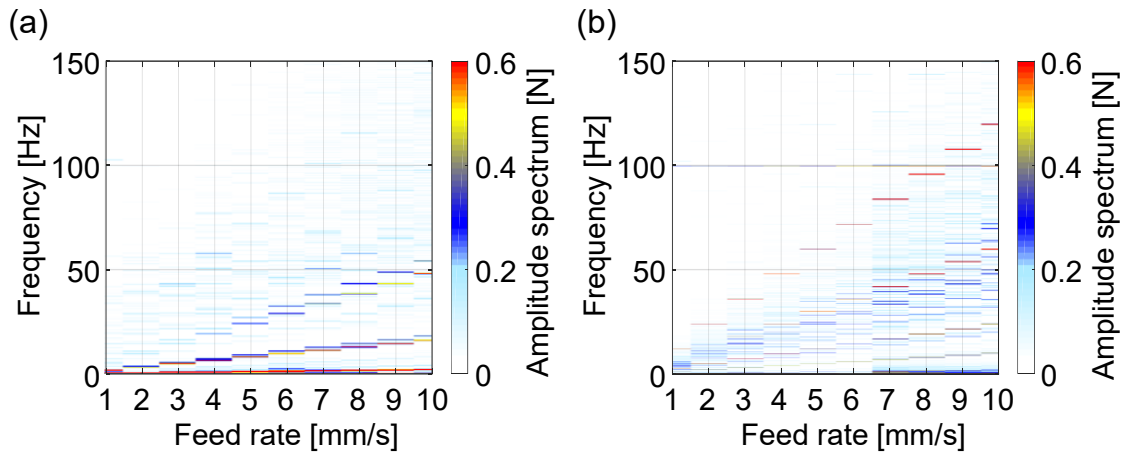 (a)
150
100
50
0
Frequency [Hz]
1 2 3 4 5 6 7 8 9 10
Feed rate [mm/s]
0.6
0.4
0.2
0
Amplitude spectrum [N]
(b)
150
100
50
0
Frequency [Hz]
1 2 3 4 5 6 7 8 9 10
Feed rate [mm/s]
0.6
0.4
0.2
0
Amplitude spectrum [N]